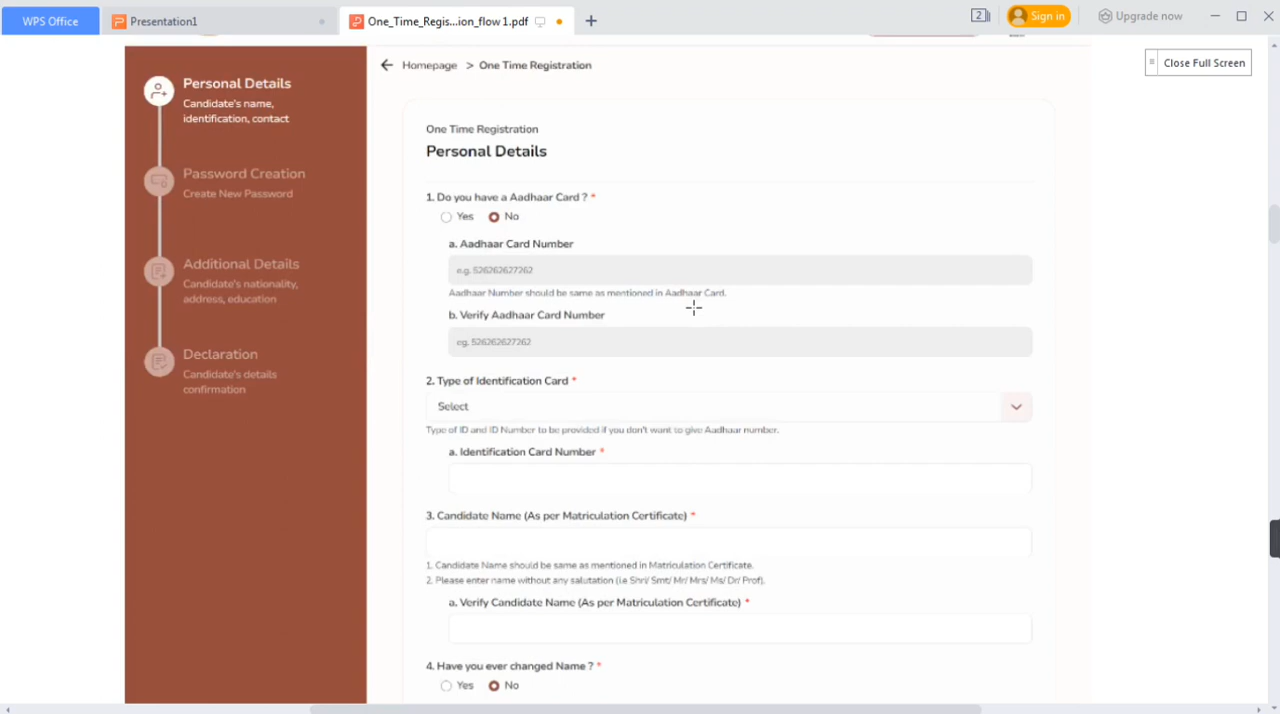 WPS Office
Presentation1
One_Time_Regis...ion_flow 1.pdf
2
Sign in
Upgrade now
Close Full Screen
Personal Details
Candidate's name,
identification, contact
Password Creation
Create New Password
Additional Details
Candidate's nationality,
address, education
Declaration
Candidate's details
confirmation
Homepage > One Time Registration
One Time Registration
Personal Details
1. Do you have a Aadhaar Card ? *
Yes No
a. Aadhaar Card Number
e.g. 526262627262
Aadhaar Number should be same as mentioned in Aadhaar Card.
b. Verify Aadhaar Card Number
eg. 526262627262
2. Type of Identification Card *
Select
Type of ID and ID Number to be provided if you don't want to give Aadhaar number.
a. Identification Card Number *
3. Candidate Name (As per Matriculation Certificate) *
1. Candidate Name should be same as mentioned in Matriculation Certificate.
2. Please enter name without any salutation (i.e Shri/ Smt/ Mr/ Mrs/ Ms/ Dr/ Prof).
a. Verify Candidate Name (As per Matriculation Certificate) *
4. Have you ever changed Name ? *
Yes No